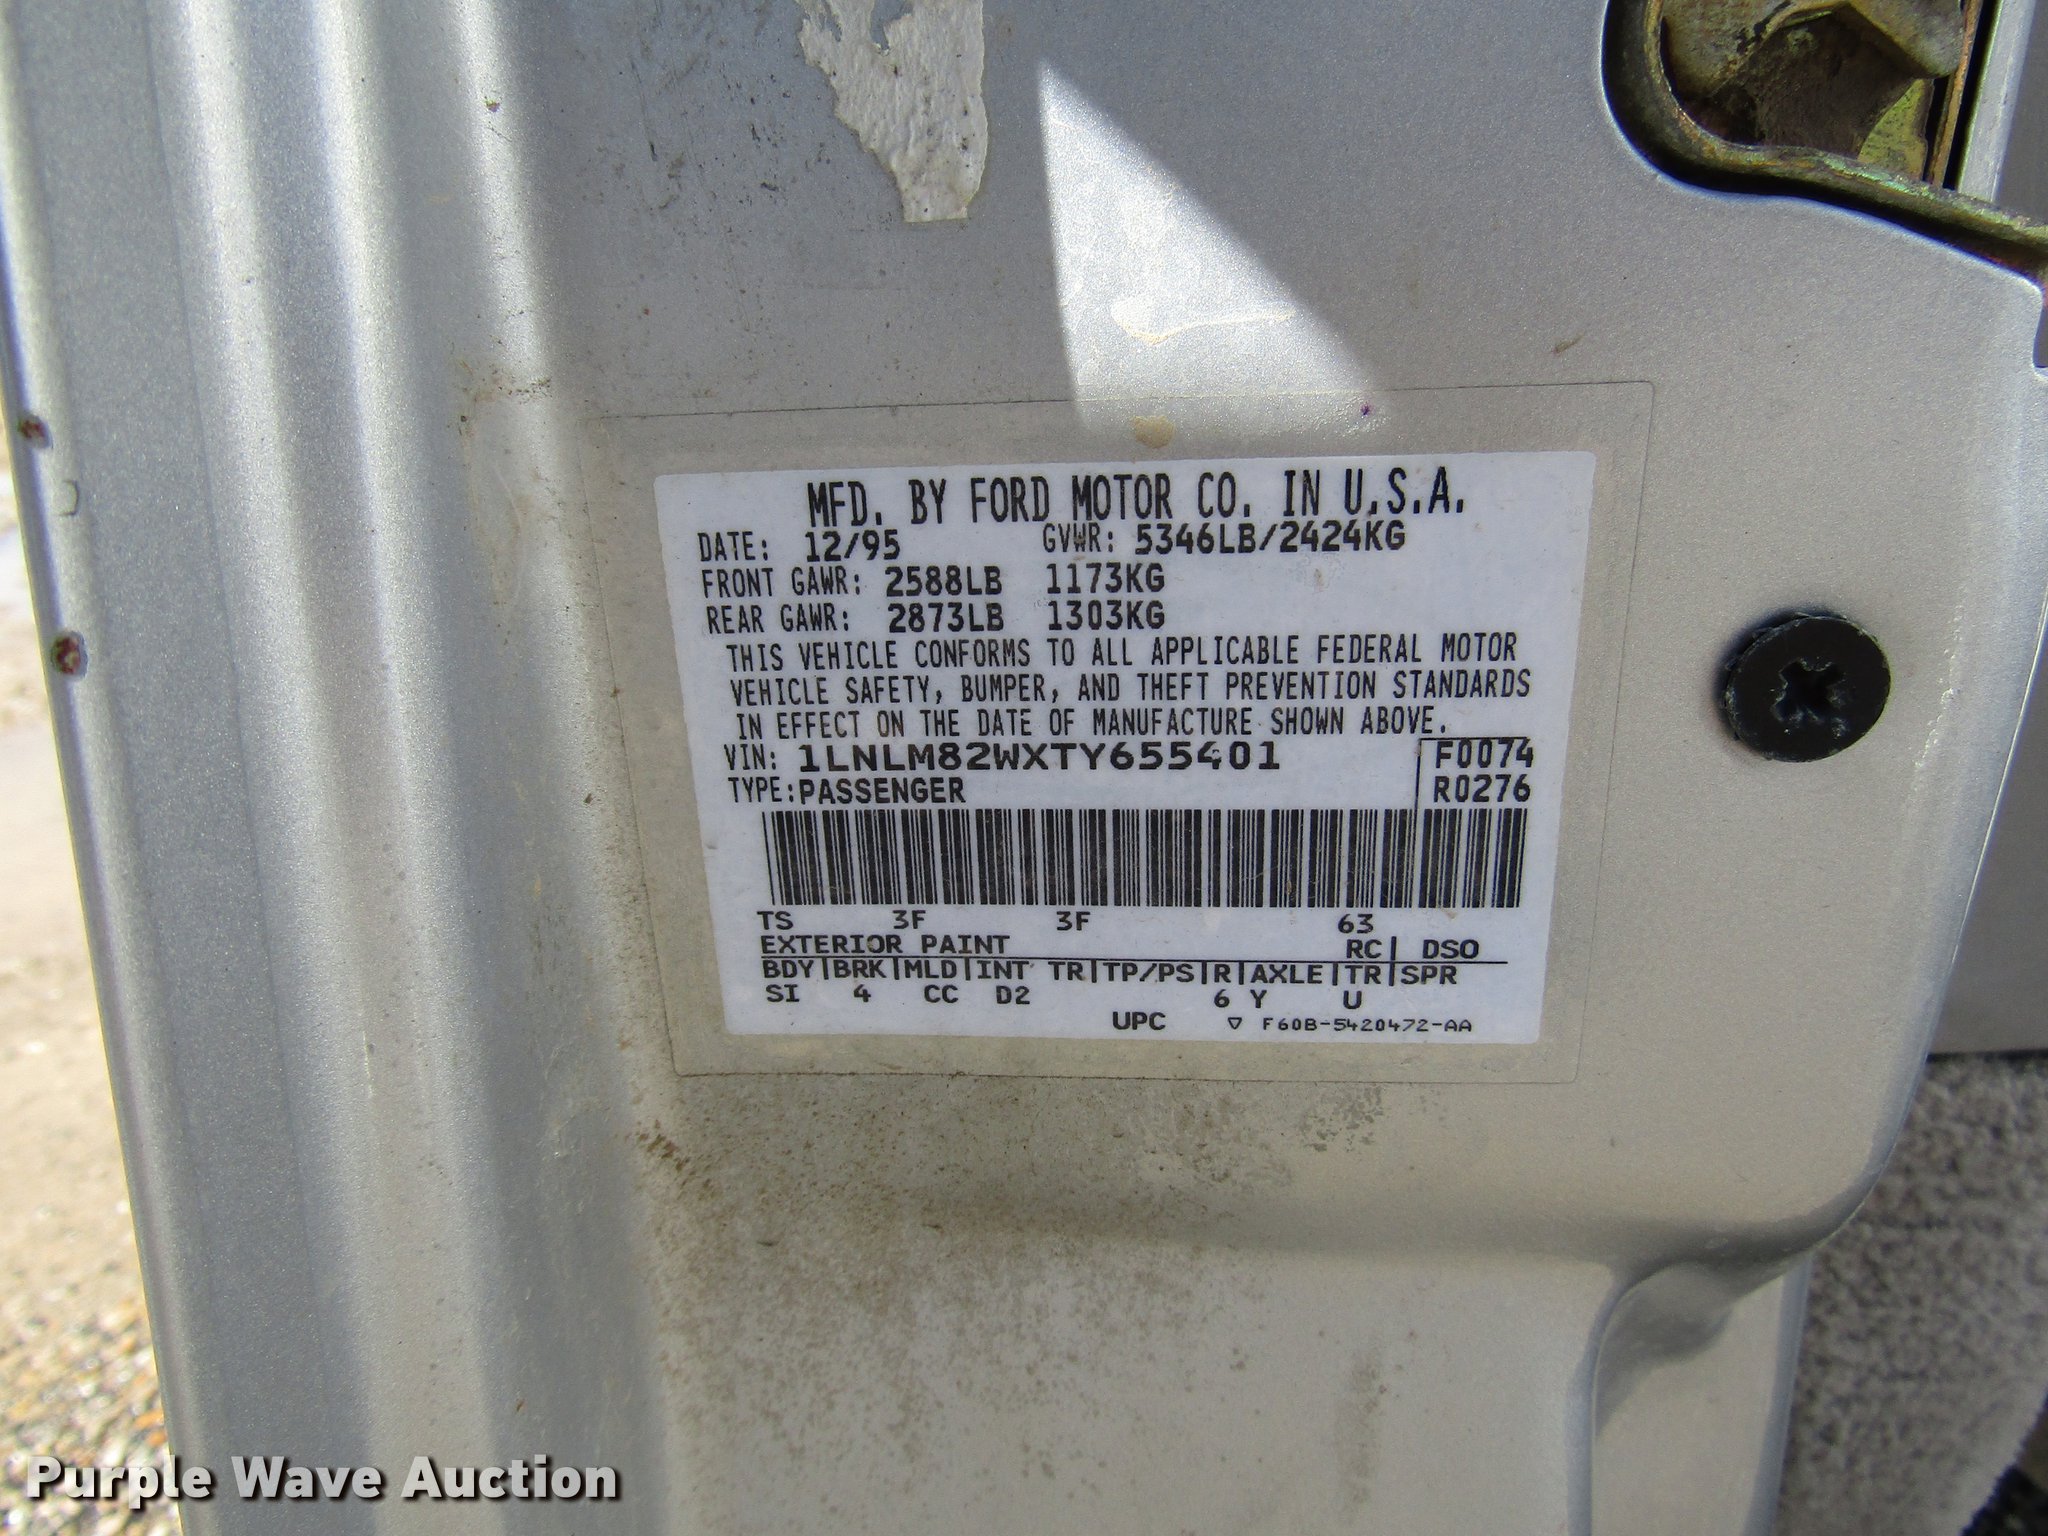 MFD. BY FORD MOTOR CO. IN U.S.A.
DATE: 12/95 GVWR: 5346LB/2424KG
FRONT GAWR: 2588LB 1173KG
REAR GAWR: 2873LB 1303KG
THIS VEHICLE CONFORMS TO ALL APPLICABLE FEDERAL MOTOR
VEHICLE SAFETY, BUMPER, AND THEFT PREVENTION STANDARDS
IN EFFECT ON THE DATE OF MANUFACTURE SHOWN ABOVE.
VIN: 1LNLM82WXTY655401 F0074
TYPE: PASSENGER R0276
TS 3F 3F 63
EXTERIOR PAINT RC| DSO
BDY|BRK|MLD|INT TR|TP/PS|R|AXLE|TR|SPR
SI 4 CC D2 6 Y U
UPC ▽ F60B-5420472-AA
Purple Wave Auction